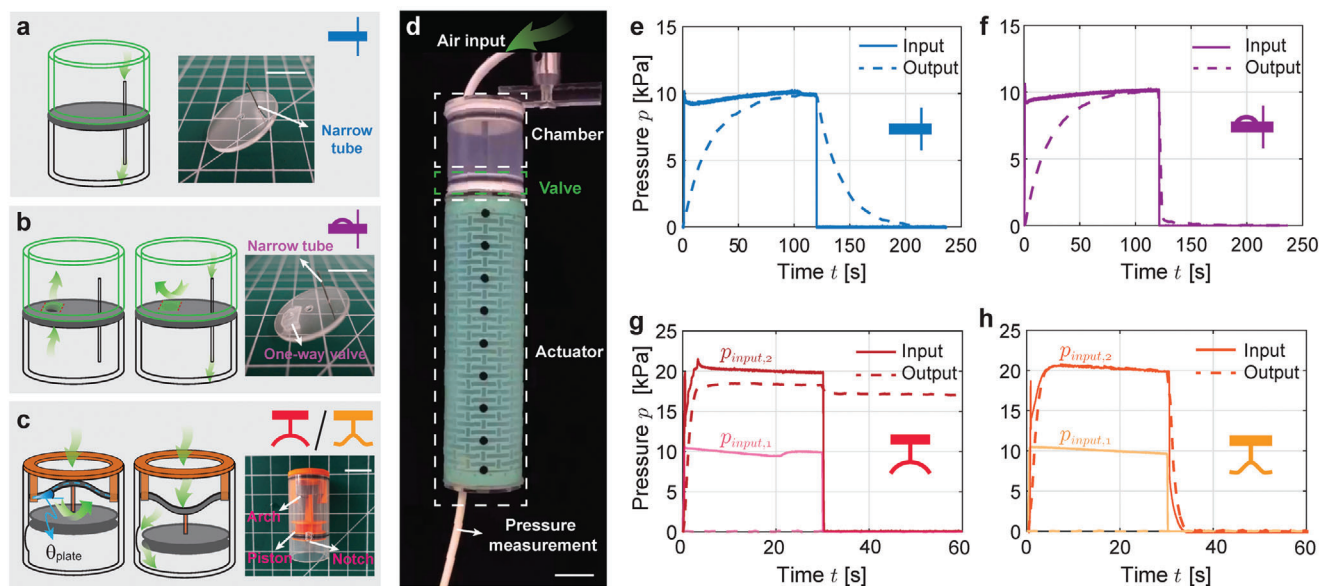 a
Narrow
tube
b
Narrow tube
One-way valve
c
θplate
Arch
Piston
Notch
d
Air input
Chamber
Valve
Actuator
Pressure
measurement
e
Pressure p [kPa]
15
10
5
0
Input
Output
0 50 100 150 200 250
Time t [s]
f
15
10
5
0
Input
Output
0 50 100 150 200 250
Time t [s]
g
Pressure p [kPa]
25
20
15
10
5
0
pinput,2
pinput,1
Input
Output
0 20 40 60
Time t [s]
h
25
20
15
10
5
0
pinput,2
pinput,1
Input
Output
0 20 40 60
Time t [s]